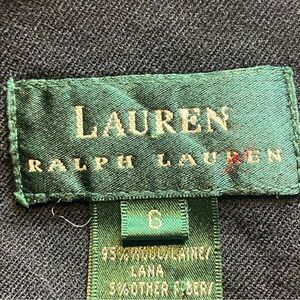 LAUREN
RALPH LAUREN
6
95% WOOL/LAINE/
LANA
5% OTHER FIBER/